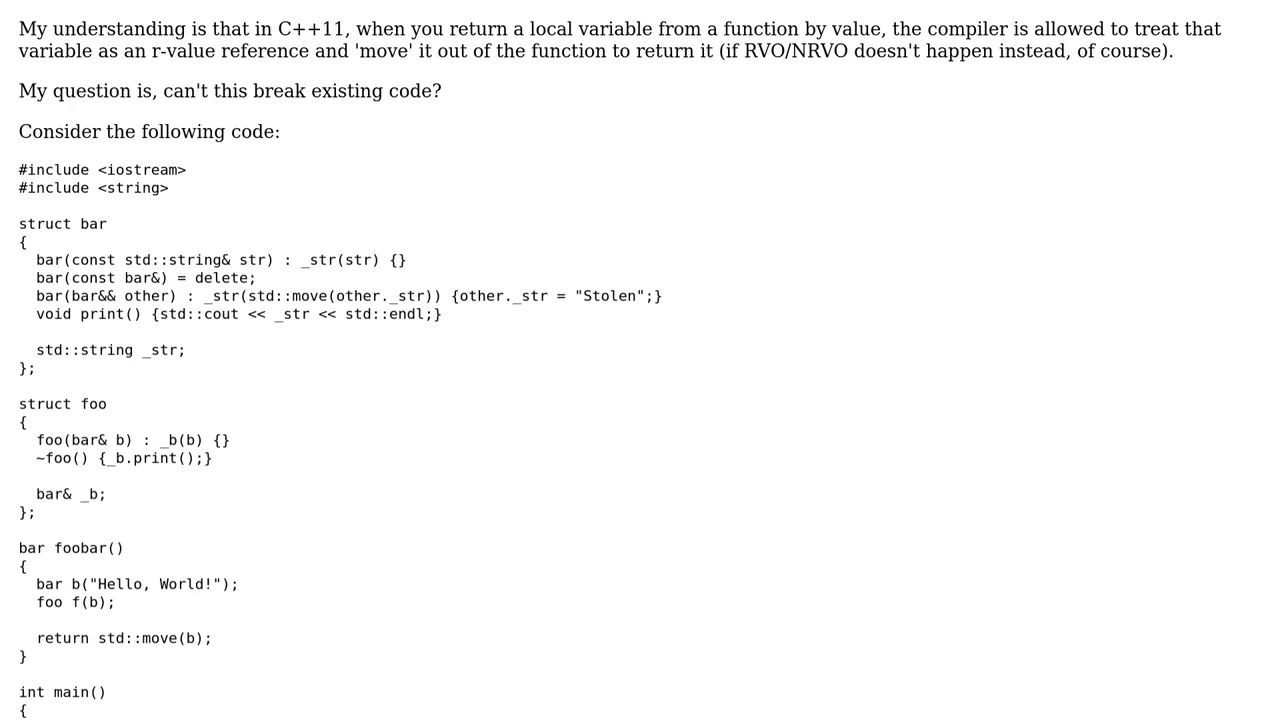 My understanding is that in C++11, when you return a local variable from a function by value, the compiler is allowed to treat that
variable as an r-value reference and 'move' it out of the function to return it (if RVO/NRVO doesn't happen instead, of course).
My question is, can't this break existing code?
Consider the following code:
#include <iostream>
#include <string>
struct bar
{
  bar(const std::string& str) : _str(str) {}
  bar(const bar&) = delete;
  bar(bar&& other) : _str(std::move(other._str)) {other._str = "Stolen";}
  void print() {std::cout << _str << std::endl;}
  std::string _str;
};
struct foo
{
  foo(bar& b) : _b(b) {}
  ~foo() {_b.print();}
  bar& _b;
};
bar foobar()
{
  bar b("Hello, World!");
  foo f(b);
  return std::move(b);
}
int main()
{